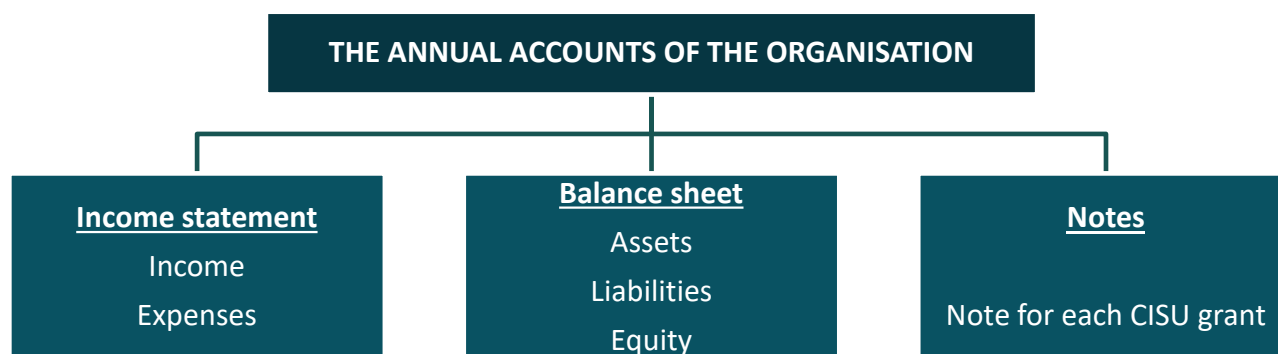 THE ANNUAL ACCOUNTS OF THE ORGANISATION
Income statement
Income
Expenses
Balance sheet
Assets
Liabilities
Equity
Notes
Note for each CISU grant